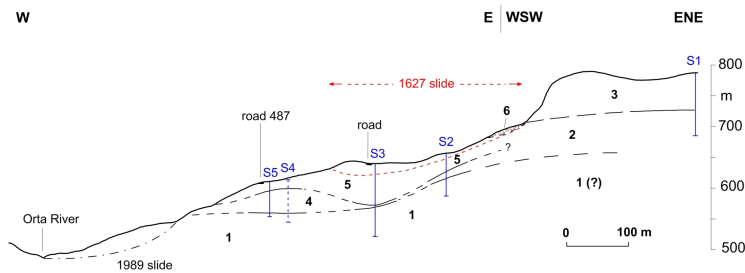 W
E
WSW
ENE
1627 slide
S1
800
m
3
6
road 487
road
S2
700
S3
2
?
S5
S4
5
5
1 (?)
600
4
1
Orta River
1
0
100 m
1989 slide
500